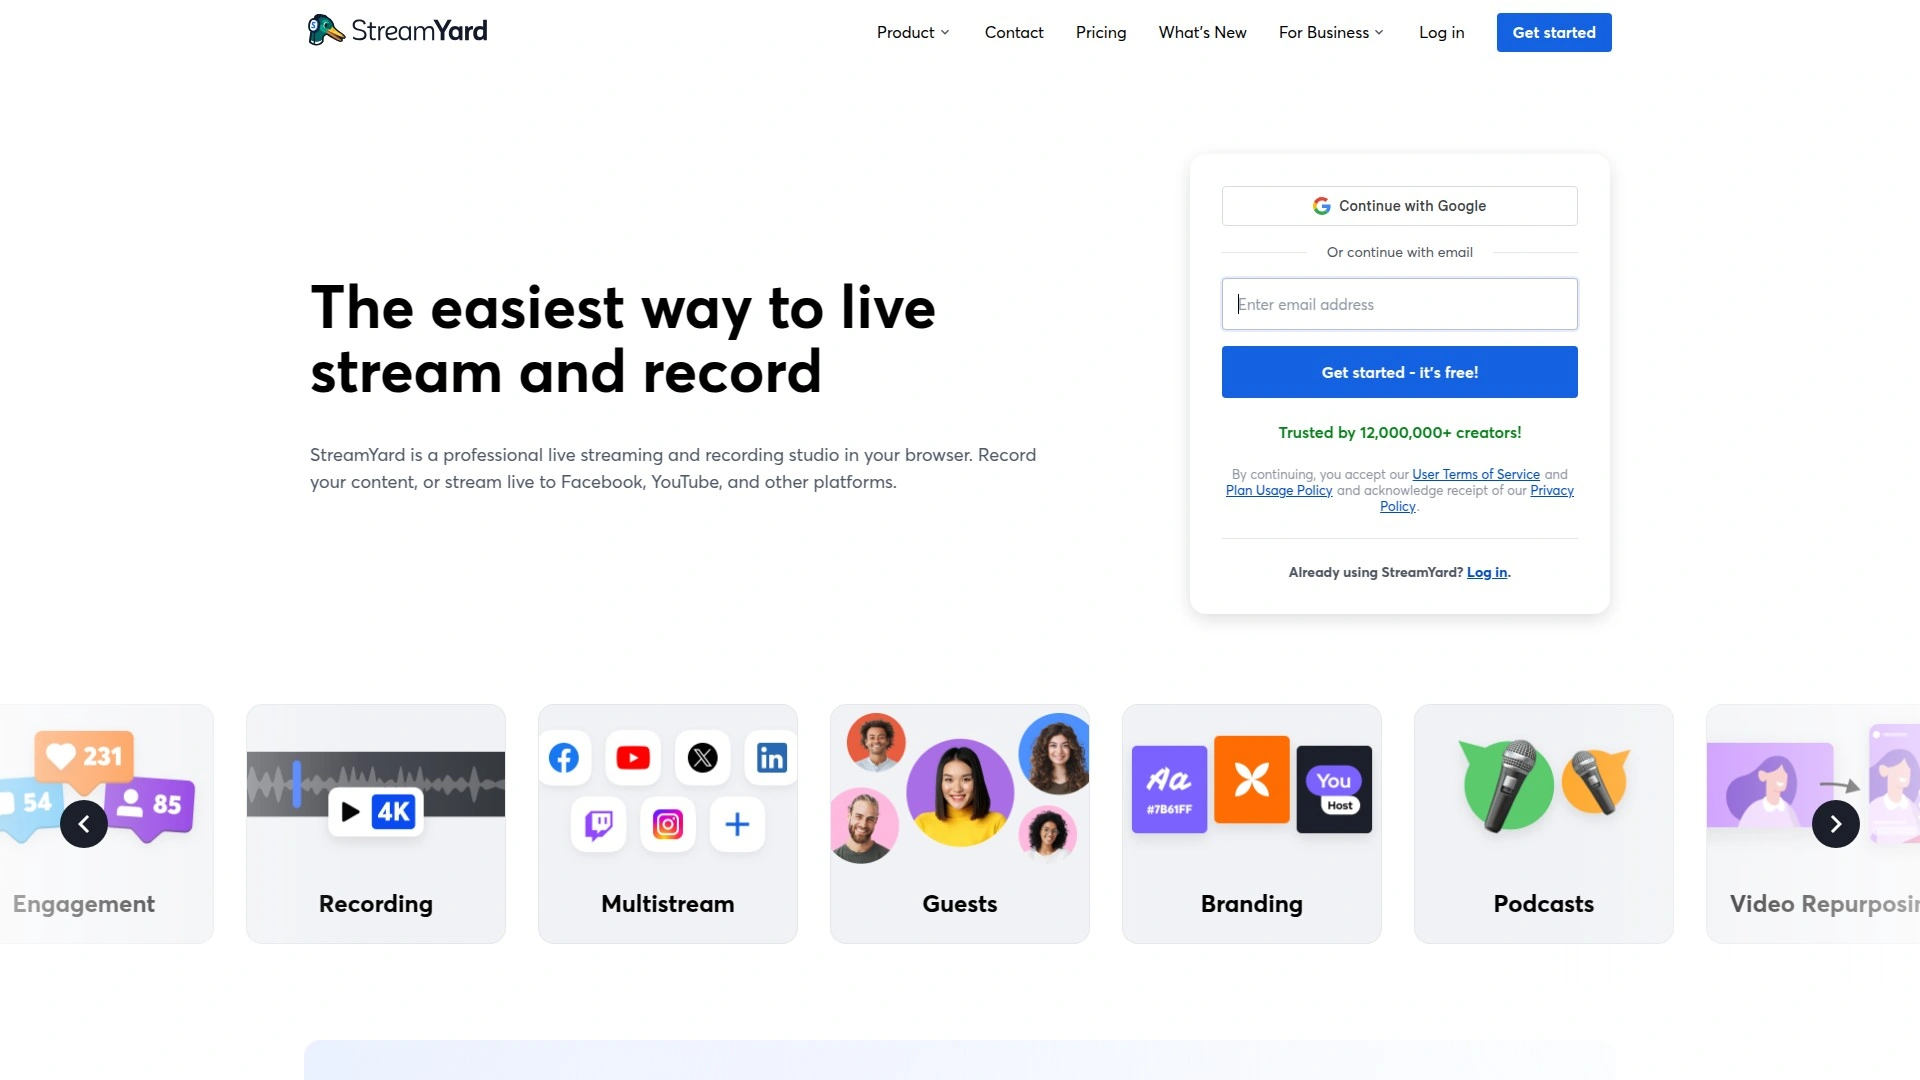 StreamYard
Product
Contact
Pricing
What's New
For Business
Log in
Get started
The easiest way to live
stream and record
StreamYard is a professional live streaming and recording studio in your browser. Record
your content, or stream live to Facebook, YouTube, and other platforms.
Continue with Google
Or continue with email
Enter email address
Get started - it's free!
Trusted by 12,000,000+ creators!
By continuing, you accept our User Terms of Service and
Plan Usage Policy and acknowledge receipt of our Privacy
Policy.
Already using StreamYard? Log in.
231
54
85
Engagement
4K
Recording
Multistream
Guests
Aa
#7B61FF
You
Host
Branding
Podcasts
Video Repurposin